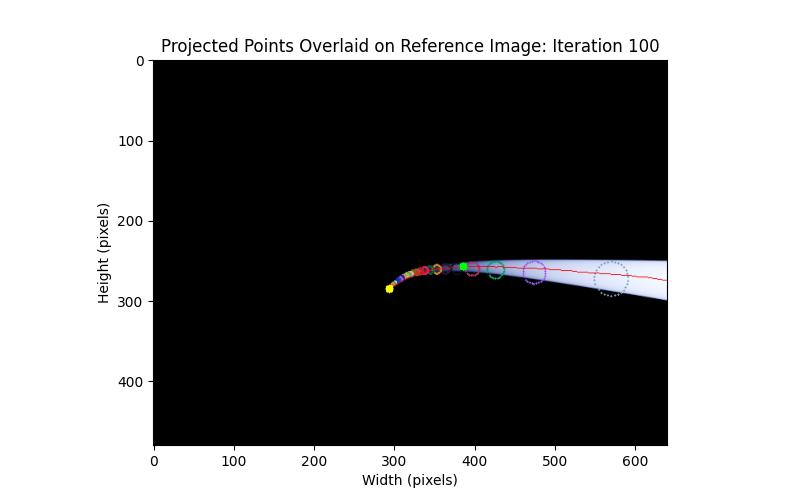 Projected Points Overlaid on Reference Image: Iteration 100
0
100
200
300
400
Height (pixels)
0 100 200 300 400 500 600
Width (pixels)